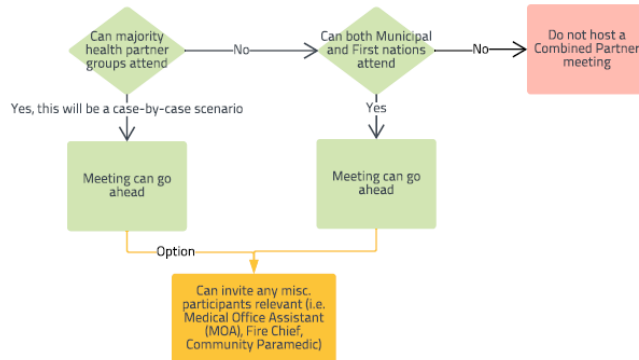 Can majority
health partner
groups attend
No
Can both Municipal
and First nations
attend
No
Do not host a
Combined Partner
meeting
Yes, this will be a case-by-case scenario
Yes
Meeting can go
ahead
Meeting can go
ahead
Option
Can invite any misc.
participants relevant (i.e.
Medical Office Assistant
(MOA), Fire Chief,
Community Paramedic)